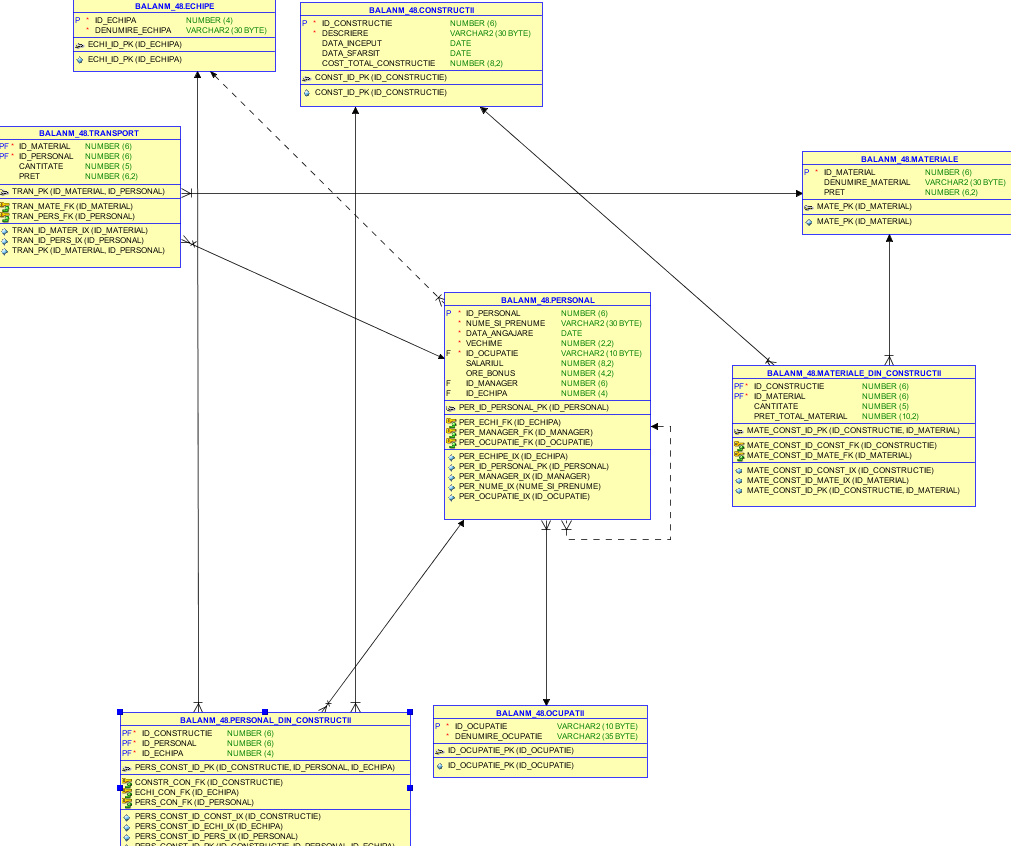 BALANM_48.ECHIPE
P * ID_ECHIPA NUMBER (4)
* DENUMIRE_ECHIPA VARCHAR2 (30 BYTE)
ECHI_ID_PK (ID_ECHIPA)
ECHI_ID_PK (ID_ECHIPA)
BALANM_48.CONSTRUCTII
P * ID_CONSTRUCTIE NUMBER (6)
* DESCRIERE VARCHAR2 (30 BYTE)
DATA_INCEPUT DATE
DATA_SFARSIT DATE
COST_TOTAL_CONSTRUCTIE NUMBER (8,2)
CONST_ID_PK (ID_CONSTRUCTIE)
CONST_ID_PK (ID_CONSTRUCTIE)
BALANM_48.TRANSPORT
PF * ID_MATERIAL NUMBER (6)
PF * ID_PERSONAL NUMBER (6)
CANTITATE NUMBER (5)
PRET NUMBER (6,2)
TRAN_PK (ID_MATERIAL, ID_PERSONAL)
TRAN_MATE_FK (ID_MATERIAL)
TRAN_PERS_FK (ID_PERSONAL)
TRAN_ID_MATER_IX (ID_MATERIAL)
TRAN_ID_PERS_IX (ID_PERSONAL)
TRAN_PK (ID_MATERIAL, ID_PERSONAL)
BALANM_48.MATERIALE
P * ID_MATERIAL NUMBER (6)
DENUMIRE_MATERIAL VARCHAR2 (30 BYTE)
PRET NUMBER (6,2)
MATE_PK (ID_MATERIAL)
MATE_PK (ID_MATERIAL)
BALANM_48.PERSONAL
P * ID_PERSONAL NUMBER (6)
* NUME_SI_PRENUME VARCHAR2 (30 BYTE)
* DATA_ANGAJARE DATE
* VECHIME NUMBER (2,2)
F * ID_OCUPATIE VARCHAR2 (10 BYTE)
SALARIUL NUMBER (8,2)
ORE_BONUS NUMBER (4,2)
F ID_MANAGER NUMBER (6)
F ID_ECHIPA NUMBER (4)
PER_ID_PERSONAL_PK (ID_PERSONAL)
PER_ECHI_FK (ID_ECHIPA)
PER_MANAGER_FK (ID_MANAGER)
PER_OCUPATIE_FK (ID_OCUPATIE)
PER_ECHIPE_IX (ID_ECHIPA)
PER_ID_PERSONAL_PK (ID_PERSONAL)
PER_MANAGER_IX (ID_MANAGER)
PER_NUME_IX (NUME_SI_PRENUME)
PER_OCUPATIE_IX (ID_OCUPATIE)
BALANM_48.MATERIALE_DIN_CONSTRUCTII
PF * ID_CONSTRUCTIE NUMBER (6)
PF * ID_MATERIAL NUMBER (6)
CANTITATE NUMBER (5)
PRET_TOTAL_MATERIAL NUMBER (10,2)
MATE_CONST_ID_PK (ID_CONSTRUCTIE, ID_MATERIAL)
MATE_CONST_ID_CONST_FK (ID_CONSTRUCTIE)
MATE_CONST_ID_MATE_FK (ID_MATERIAL)
MATE_CONST_ID_CONST_IX (ID_CONSTRUCTIE)
MATE_CONST_ID_MATE_IX (ID_MATERIAL)
MATE_CONST_ID_PK (ID_CONSTRUCTIE, ID_MATERIAL)
BALANM_48.PERSONAL_DIN_CONSTRUCTII
PF * ID_CONSTRUCTIE NUMBER (6)
PF * ID_PERSONAL NUMBER (6)
PF * ID_ECHIPA NUMBER (4)
PERS_CONST_ID_PK (ID_CONSTRUCTIE, ID_PERSONAL, ID_ECHIPA)
CONSTR_CON_FK (ID_CONSTRUCTIE)
ECHI_CON_FK (ID_ECHIPA)
PERS_CON_FK (ID_PERSONAL)
PERS_CONST_ID_CONST_IX (ID_CONSTRUCTIE)
PERS_CONST_ID_ECHI_IX (ID_ECHIPA)
PERS_CONST_ID_PERS_IX (ID_PERSONAL)
PERS_CONST_ID_PK (ID_CONSTRUCTIE, ID_PERSONAL, ID_ECHIPA)
BALANM_48.OCUPATII
P * ID_OCUPATIE VARCHAR2 (10 BYTE)
* DENUMIRE_OCUPATIE VARCHAR2 (35 BYTE)
ID_OCUPATIE_PK (ID_OCUPATIE)
ID_OCUPATIE_PK (ID_OCUPATIE)